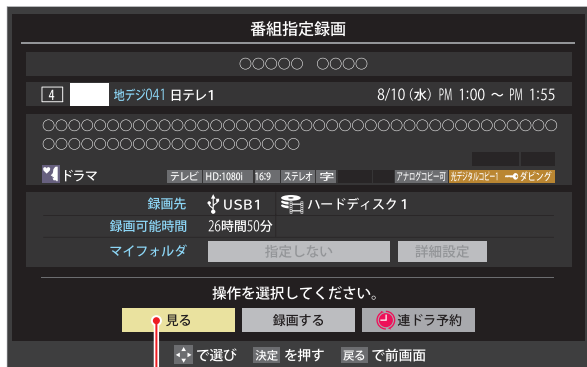 番組指定録画
○○○○○ ○○○○
4 地デジ041 日テレ1 8/10 (水) PM 1:00 ～ PM 1:55
○○○○○○○○○○○○○○○○○○○○○○○○○○○○○○○○○○○○○○○○
○○○○○○○○○○○○○○○○○○○○
ドラマ テレビ HD:1080i 16:9 ステレオ 字 アナログコピー可 光デジタルコピー1 ダビング
録画先 USB1 ハードディスク1
録画可能時間 26時間50分
マイフォルダ 指定しない 詳細設定
操作を選択してください。
見る 録画する 連ドラ予約
で選び 決定 を押す 戻る で前画面